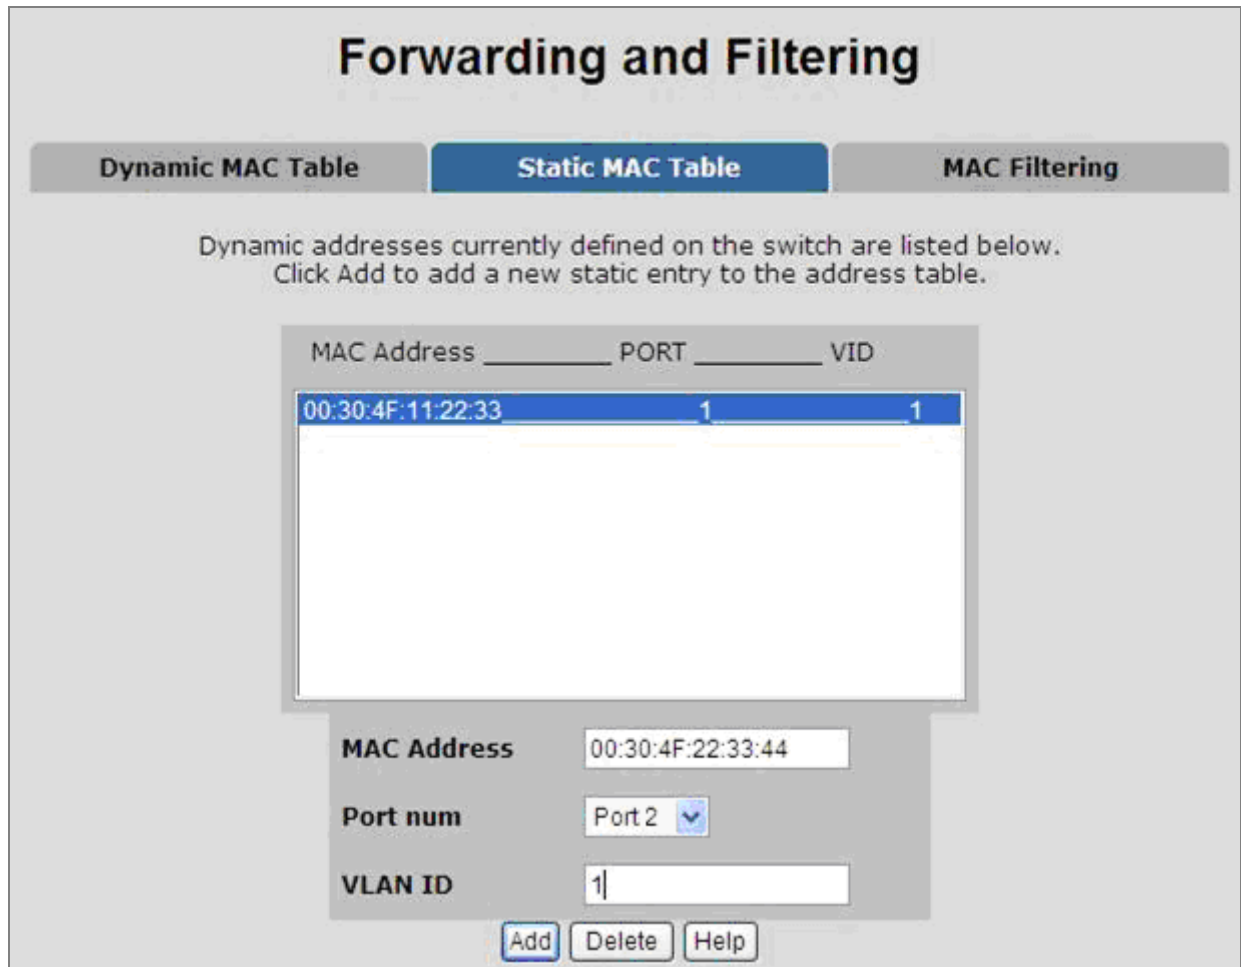 Forwarding and Filtering
Dynamic MAC Table Static MAC Table MAC Filtering
Dynamic addresses currently defined on the switch are listed below.
Click Add to add a new static entry to the address table.
MAC Address __________ PORT __________ VID
00:30:4F:11:22:33________________1________________1
MAC Address 00:30:4F:22:33:44
Port num Port 2
VLAN ID 1
Add Delete Help